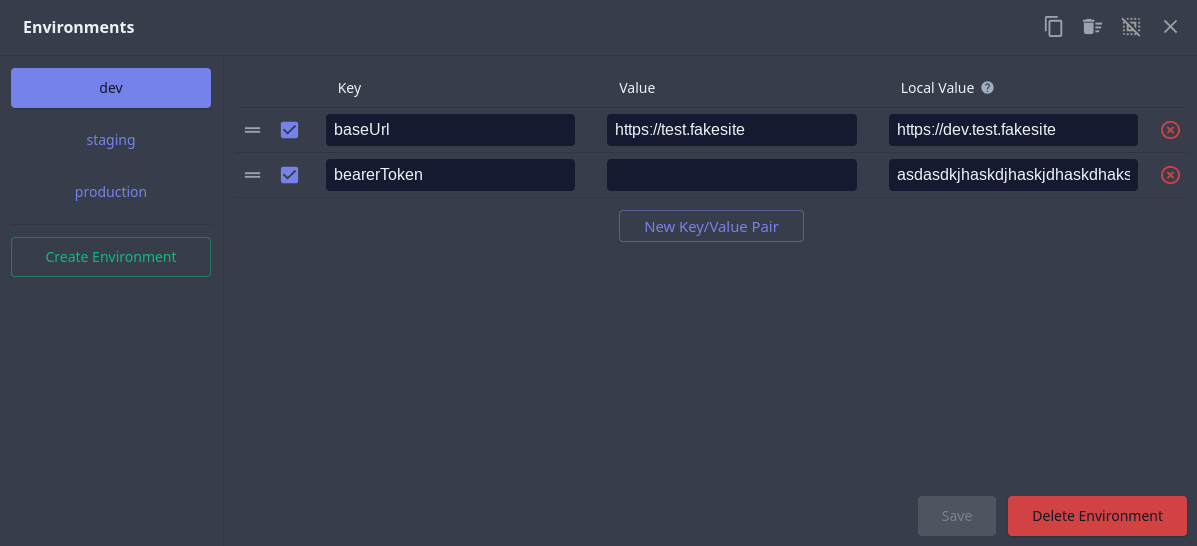 Environments
dev
staging
production
Create Environment
Key Value Local Value ?
baseUrl https://test.fakesite https://dev.test.fakesite
bearerToken asdasdkjhaskdjhaskjdhaskdhaks
New Key/Value Pair
Save Delete Environment